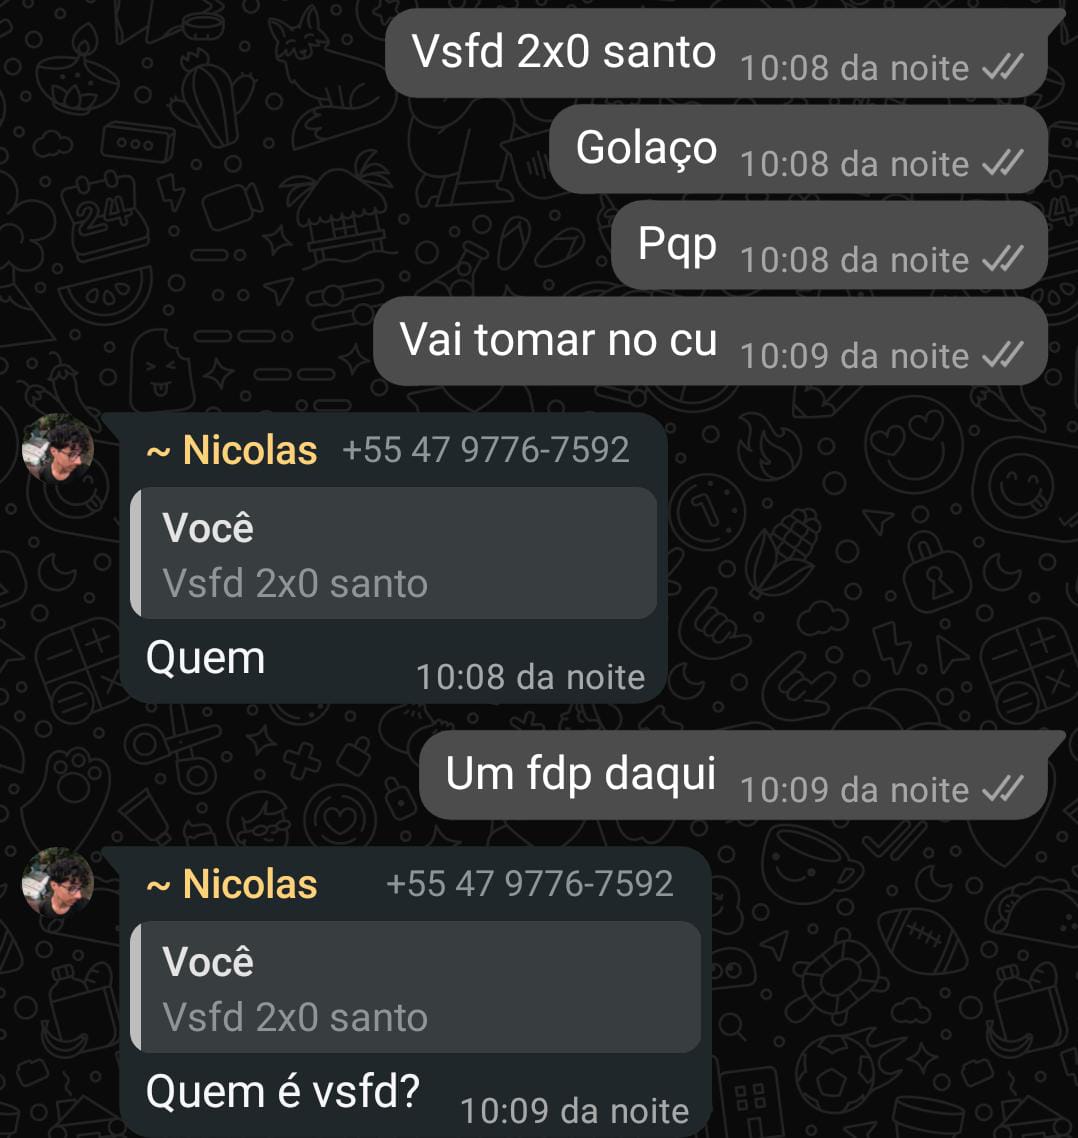 Vsfd 2x0 santo 10:08 da noite
Golaço 10:08 da noite
Pqp 10:08 da noite
Vai tomar no cu 10:09 da noite
~ Nicolas +55 47 9776-7592
Você
Vsfd 2x0 santo
Quem 10:08 da noite
Um fdp daqui 10:09 da noite
~ Nicolas +55 47 9776-7592
Você
Vsfd 2x0 santo
Quem é vsfd? 10:09 da noite